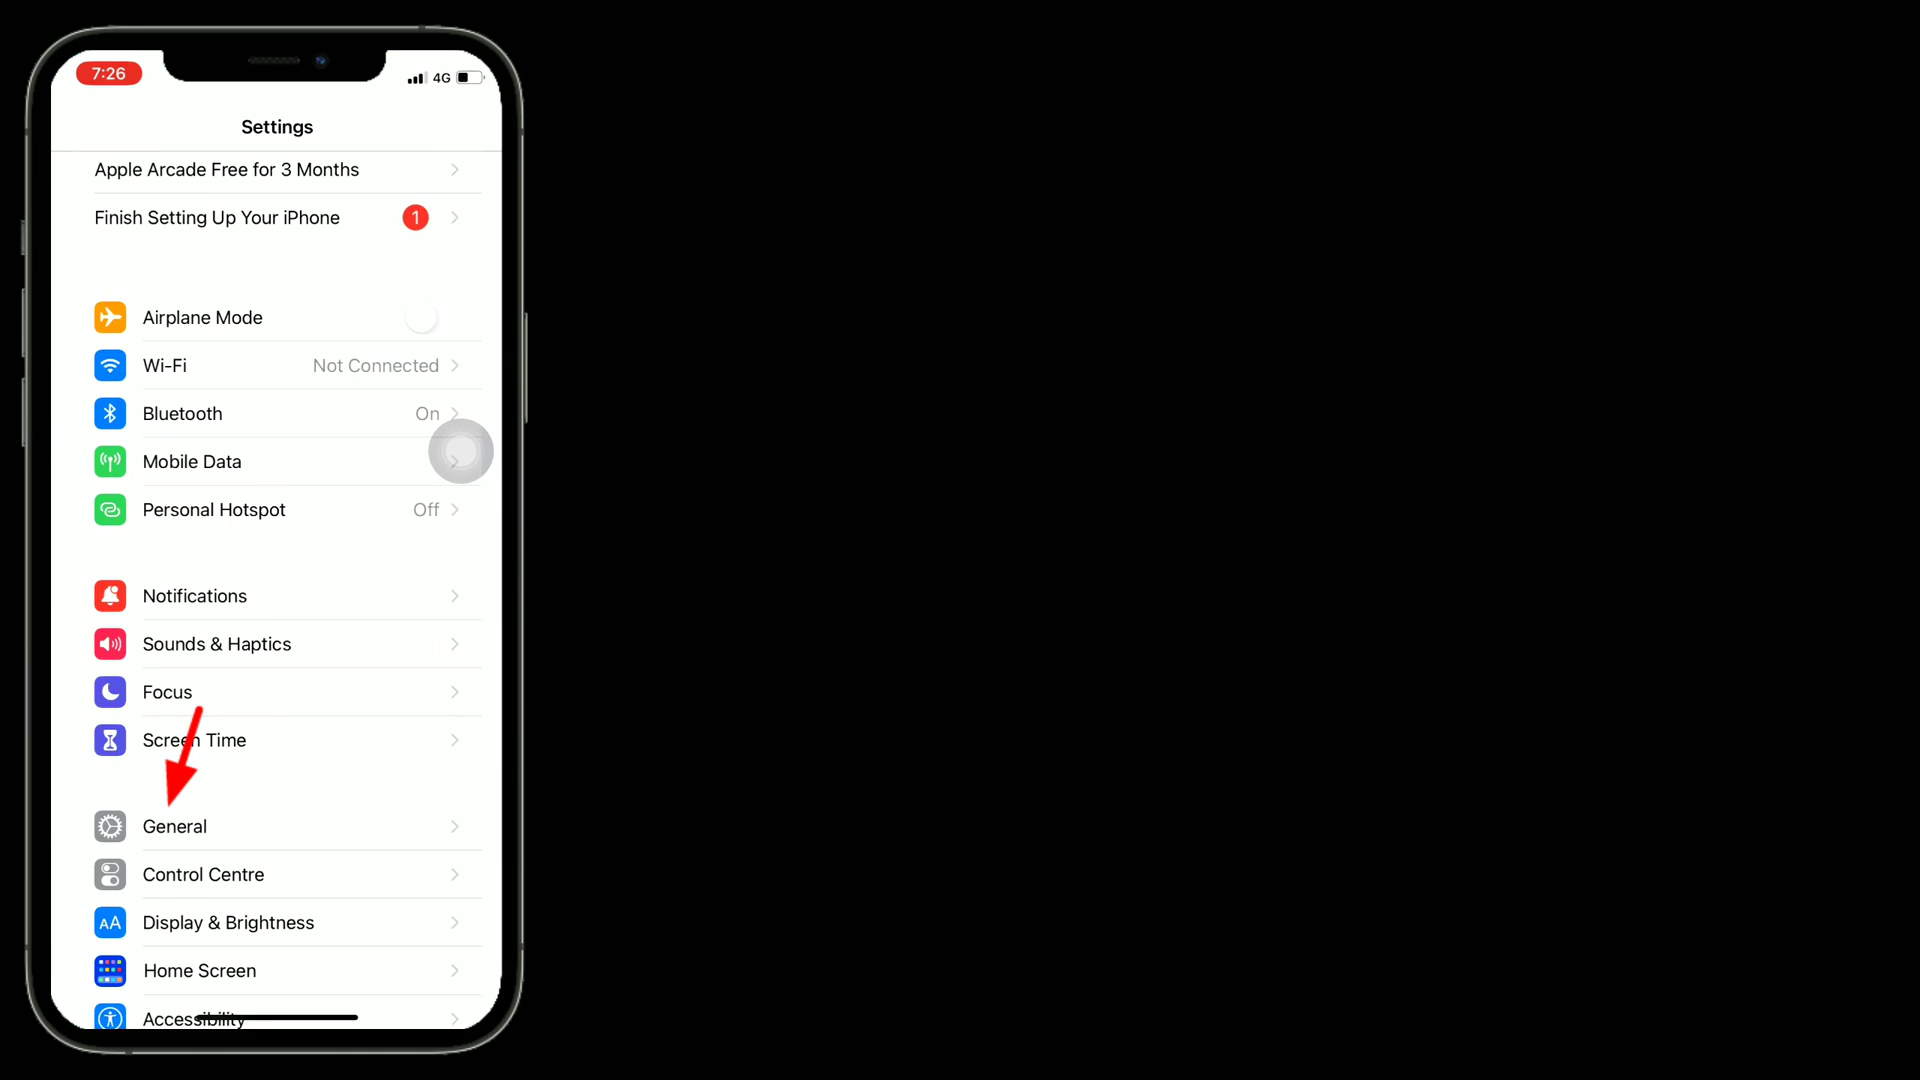 7:26
4G
Settings
Apple Arcade Free for 3 Months
Finish Setting Up Your iPhone 1
Airplane Mode
Wi-Fi Not Connected
Bluetooth On
Mobile Data
Personal Hotspot Off
Notifications
Sounds & Haptics
Focus
Screen Time
General
Control Centre
AA Display & Brightness
Home Screen
Accessibility